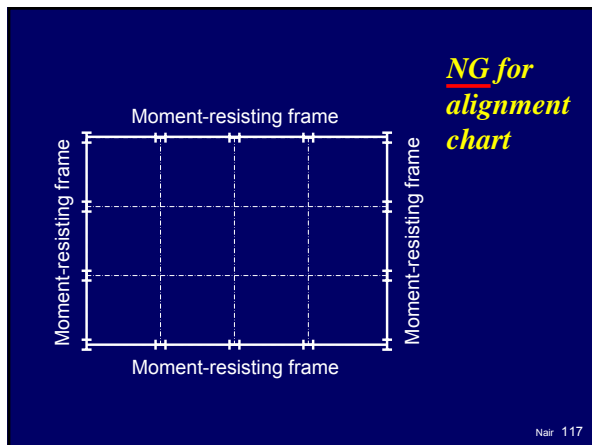 NG for
alignment
chart
Moment-resisting frame
Moment-resisting frame
Moment-resisting frame
Moment-resisting frame
Nair 117